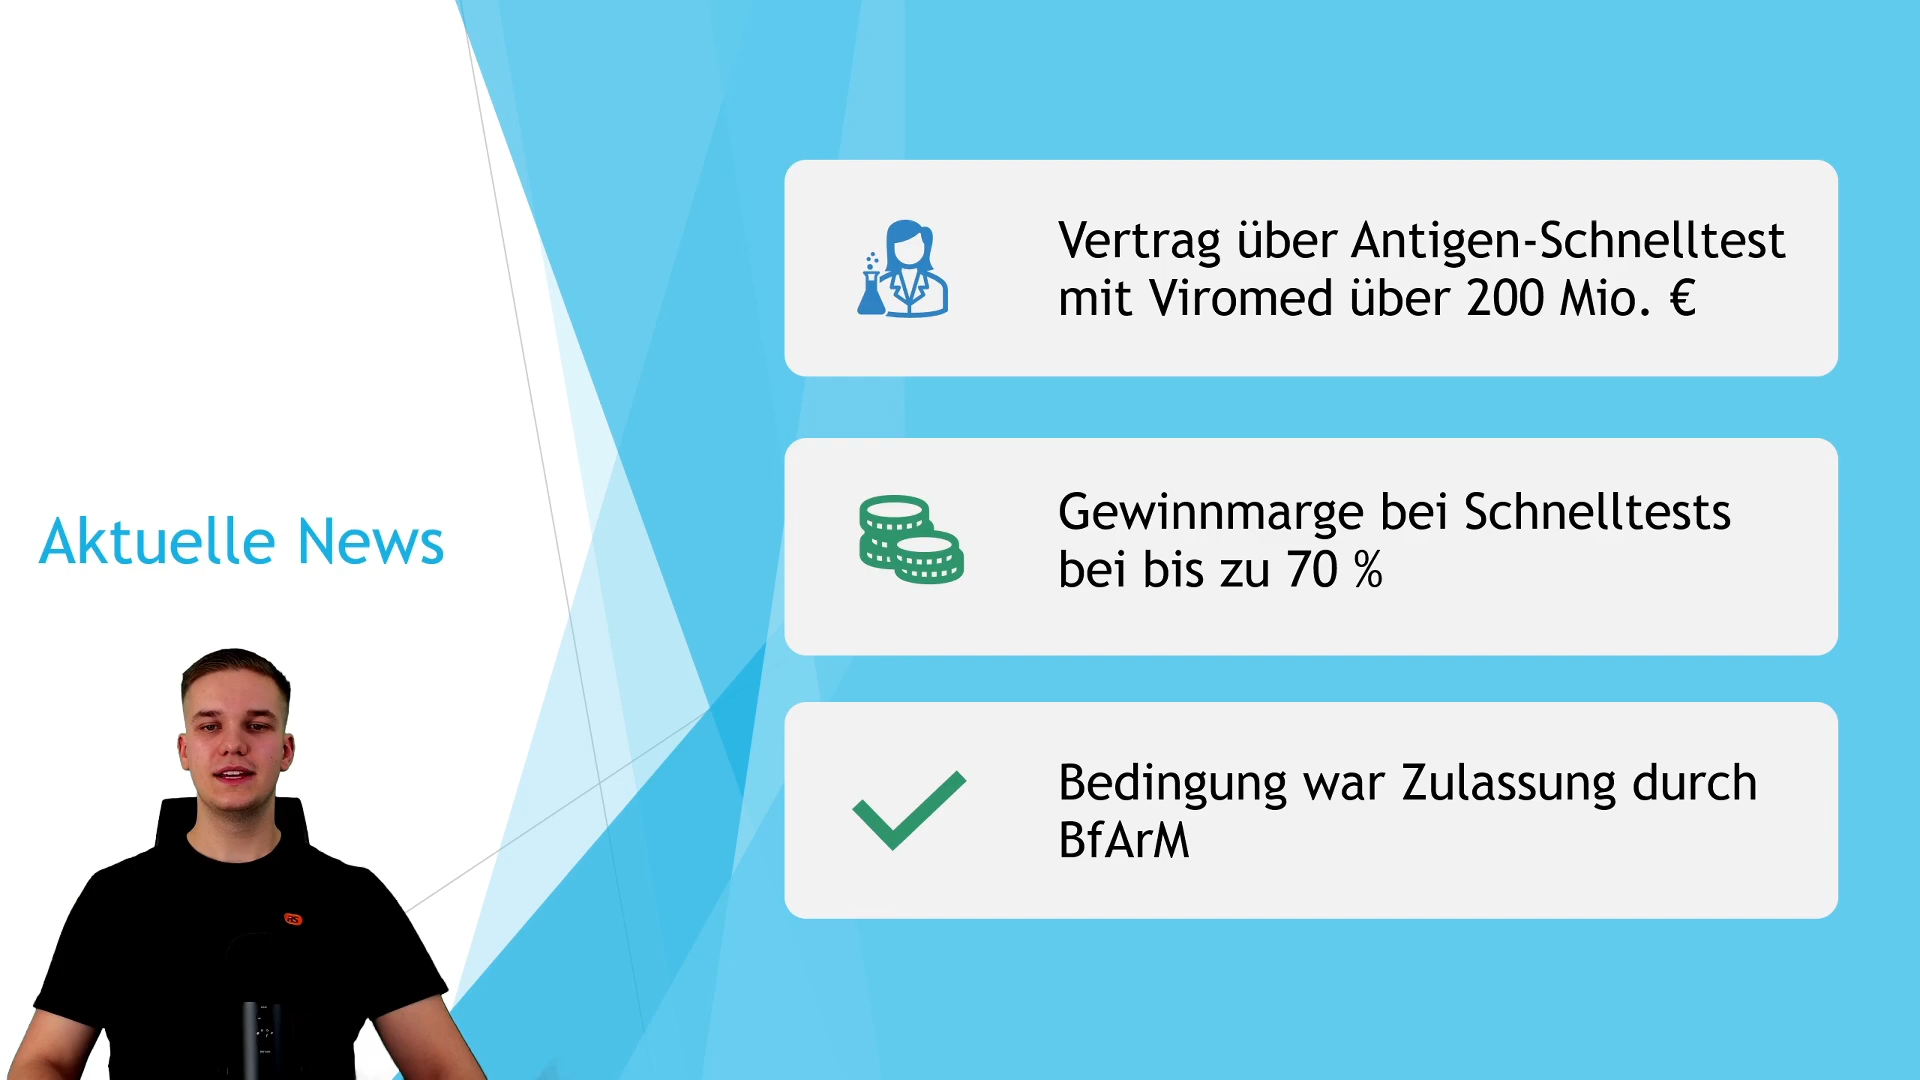 Aktuelle News
Vertrag über Antigen-Schnelltest
mit Viromed über 200 Mio. €
Gewinnmarge bei Schnelltests
bei bis zu 70 %
Bedingung war Zulassung durch
BfArM